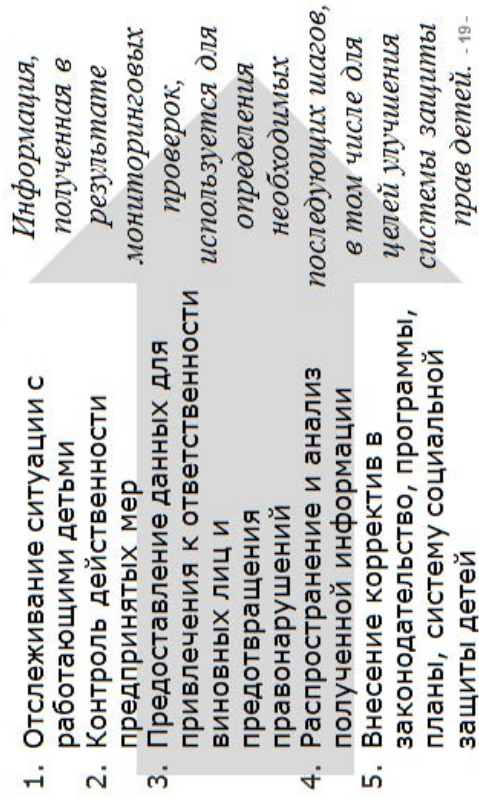 1. Отслеживание ситуации с
работающими детьми
2. Контроль действенности
предпринятых мер
3. Предоставление данных для
привлечения к ответственности
виновных лиц и
предотвращения
правонарушений
4. Распространение и анализ
полученной информации
5. Внесение корректив в
законодательство, программы,
планы, систему социальной
защиты детей
Информация,
полученная в
результате
мониторинговых
проверок,
используется для
определения
необходимых
последующих шагов,
в том числе для
целей улучшения
системы защиты
прав детей.
- 19 -